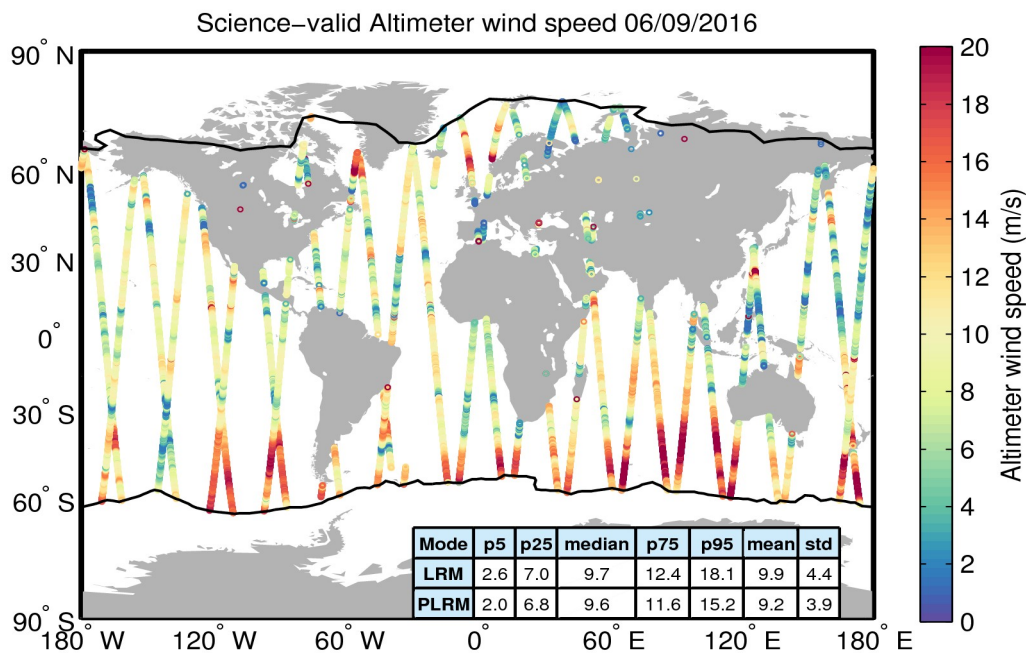 Science−valid Altimeter wind speed 06/09/2016
90° N
60° N
30° N
0°
30° S
60° S
90° S
180° W
120° W
60° W
0°
60° E
120° E
180° E
Mode p5 p25 median p75 p95 mean std
LRM 2.6 7.0 9.7 12.4 18.1 9.9 4.4
PLRM 2.0 6.8 9.6 11.6 15.2 9.2 3.9
20
18
16
14
12
10
8
6
4
2
0
Altimeter wind speed (m/s)